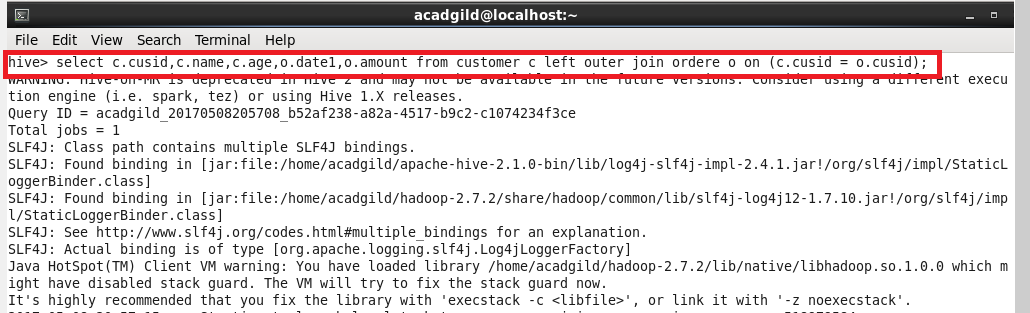 acadgild@localhost:~
File Edit View Search Terminal Help
hive> select c.cusid,c.name,c.age,o.date1,o.amount from customer c left outer join ordere o on (c.cusid = o.cusid);
WARNING: Hive-on-MR is deprecated in Hive 2 and may not be available in the future versions. Consider using a different execu
tion engine (i.e. spark, tez) or using Hive 1.X releases.
Query ID = acadgild_20170508205708_b52af238-a82a-4517-b9c2-c1074234f3ce
Total jobs = 1
SLF4J: Class path contains multiple SLF4J bindings.
SLF4J: Found binding in [jar:file:/home/acadgild/apache-hive-2.1.0-bin/lib/log4j-slf4j-impl-2.4.1.jar!/org/slf4j/impl/StaticL
oggerBinder.class]
SLF4J: Found binding in [jar:file:/home/acadgild/hadoop-2.7.2/share/hadoop/common/lib/slf4j-log4j12-1.7.10.jar!/org/slf4j/imp
l/StaticLoggerBinder.class]
SLF4J: See http://www.slf4j.org/codes.html#multiple_bindings for an explanation.
SLF4J: Actual binding is of type [org.apache.logging.slf4j.Log4jLoggerFactory]
Java HotSpot(TM) Client VM warning: You have loaded library /home/acadgild/hadoop-2.7.2/lib/native/libhadoop.so.1.0.0 which m
ight have disabled stack guard. The VM will try to fix the stack guard now.
It's highly recommended that you fix the library with 'execstack -c <libfile>', or link it with '-z noexecstack'.